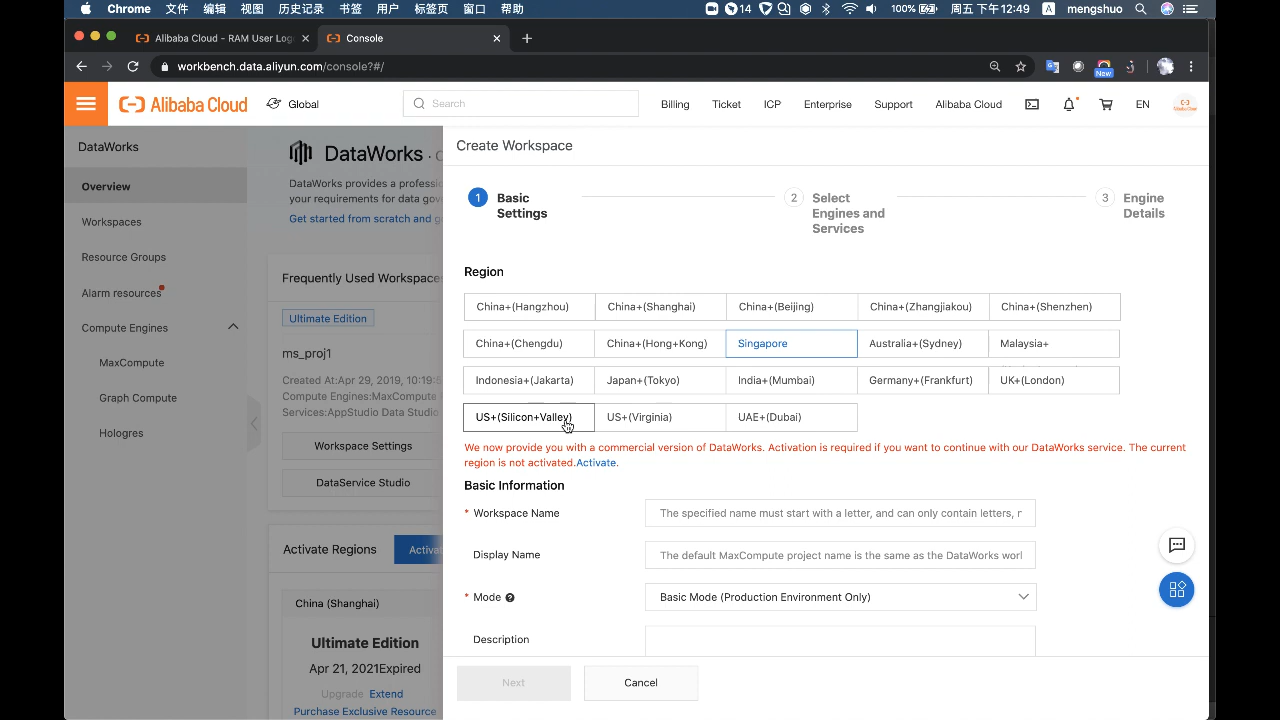 Chrome 文件 编辑 视图 历史记录 书签 用户 标签页 窗口 帮助 14 100% 周五下午12:49 A mengshuo
Alibaba Cloud - RAM User Log Console
workbench.data.aliyun.com/console?#/ New
Alibaba Cloud Global Search Billing Ticket ICP Enterprise Support Alibaba Cloud EN
DataWorks
Overview
Workspaces
Resource Groups
Alarm resources
Compute Engines
MaxCompute
Graph Compute
Hologres
DataWorks
DataWorks provides a profess
your requirements for data gov
Get started from scratch and g
Frequently Used Workspace
Ultimate Edition
ms_proj1
Created At:Apr 29, 2019, 10:19:5
Compute Engines:MaxCompute
Services:AppStudio Data Studio
Workspace Settings
DataService Studio
Activate Regions Activa
China (Shanghai)
Ultimate Edition
Apr 21, 2021Expired
Upgrade Extend
Purchase Exclusive Resource
Create Workspace
1 Basic Settings
2 Select Engines and Services
3 Engine Details
Region
China+(Hangzhou) China+(Shanghai) China+(Beijing) China+(Zhangjiakou) China+(Shenzhen)
China+(Chengdu) China+(Hong+Kong) Singapore Australia+(Sydney) Malaysia+
Indonesia+(Jakarta) Japan+(Tokyo) India+(Mumbai) Germany+(Frankfurt) UK+(London)
US+(Silicon+Valley) US+(Virginia) UAE+(Dubai)
We now provide you with a commercial version of DataWorks. Activation is required if you want to continue with our DataWorks service. The current
region is not activated.Activate.
Basic Information
* Workspace Name The specified name must start with a letter, and can only contain letters, r
Display Name The default MaxCompute project name is the same as the DataWorks worl
* Mode Basic Mode (Production Environment Only)
Description
Next Cancel